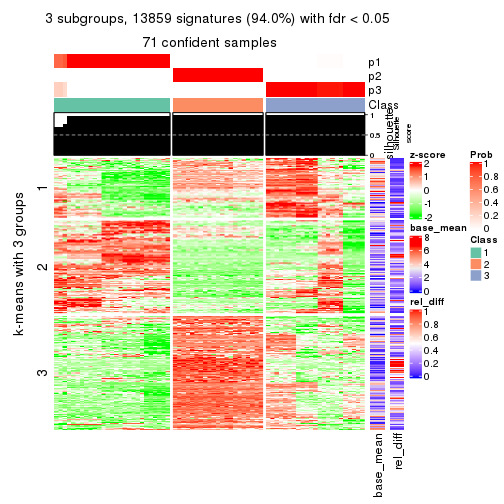 3 subgroups, 13859 signatures (94.0%) with fdr < 0.05
71 confident samples
p1
p2
p3
Class
1
0.5
0
silhouette
Silhouette
score
k-means with 3 groups
1
2
3
base_mean
rel_diff
z-score
2
1
0
-1
-2
base_mean
8
6
4
2
0
rel_diff
1
0.8
0.6
0.4
0.2
0
Prob
1
0.8
0.6
0.4
0.2
0
Class
1
2
3